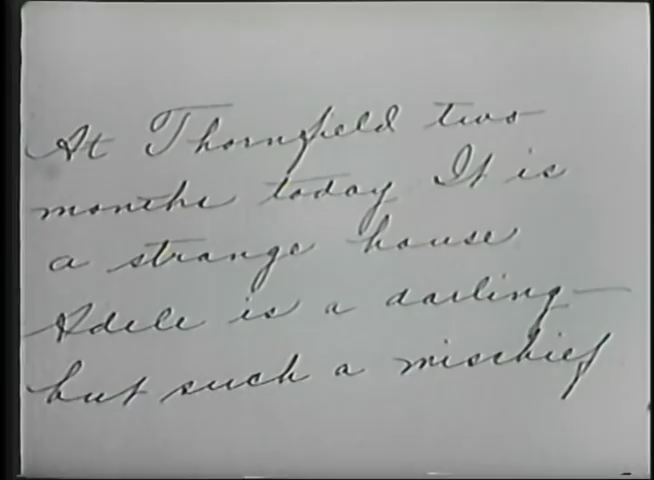 At Thornfield two
months today It is
a strange house
Adele is a darling —
but such a mischief